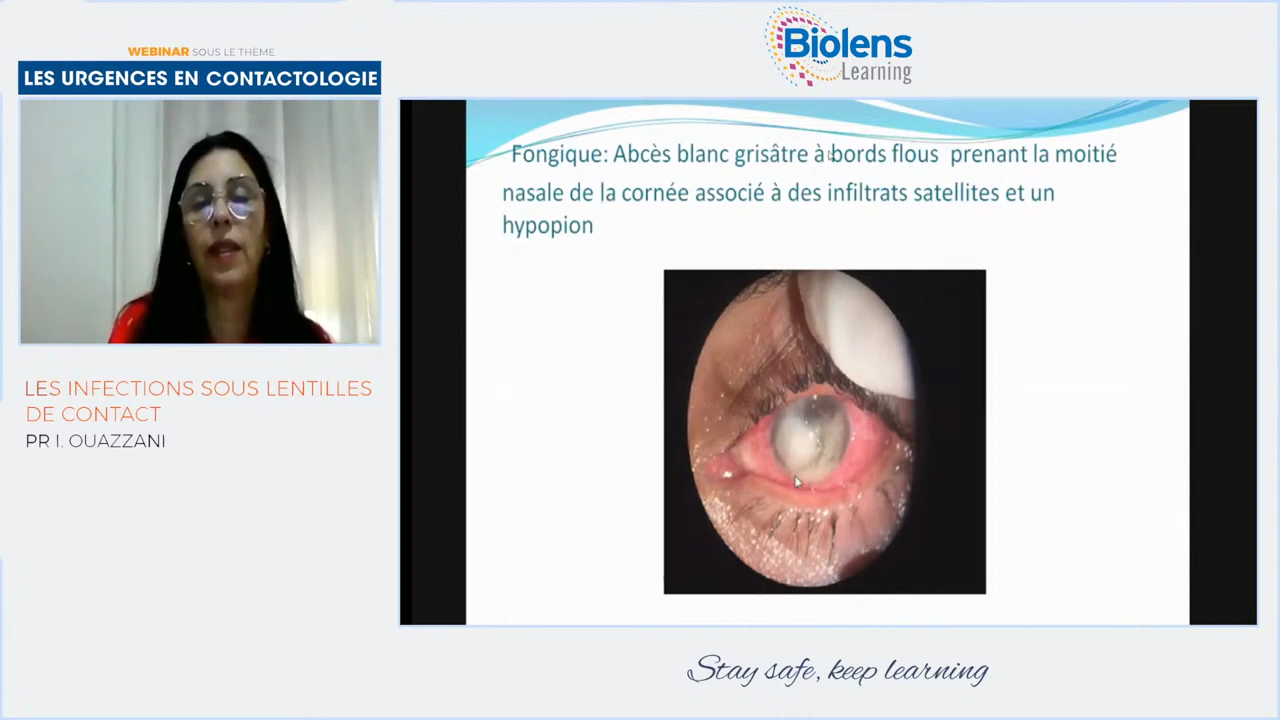 WEBINAR SOUS LE THÈME
LES URGENCES EN CONTACTOLOGIE
Biolens
Learning
Fongique: Abcès blanc grisâtre à bords flous prenant la moitié
nasale de la cornée associé à des infiltrats satellites et un
hypopion
LES INFECTIONS SOUS LENTILLES
DE CONTACT
PR I. OUAZZANI
Stay safe, keep learning